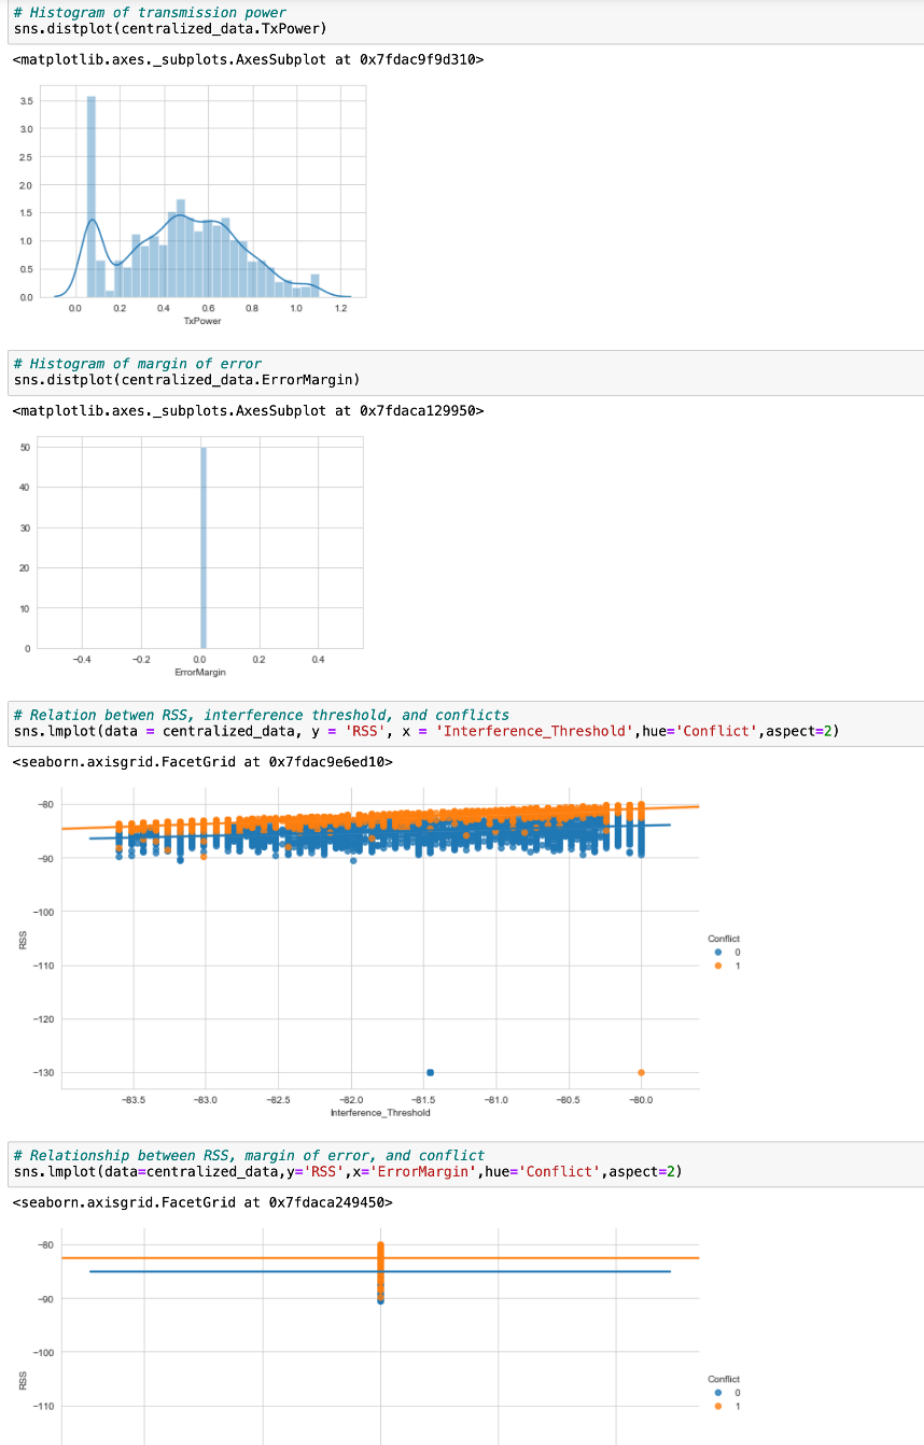 # Histogram of transmission power
sns.distplot(centralized_data.TxPower)
<matplotlib.axes._subplots.AxesSubplot at 0x7fdac9f9d310>
3.5
3.0
2.5
2.0
1.5
1.0
0.5
0.0
0.0 0.2 0.4 0.6 0.8 1.0 1.2
TxPower
# Histogram of margin of error
sns.distplot(centralized_data.ErrorMargin)
<matplotlib.axes._subplots.AxesSubplot at 0x7fdaca129950>
50
40
30
20
10
0
−0.4 −0.2 0.0 0.2 0.4
ErrorMargin
# Relation betwen RSS, interference threshold, and conflicts
sns.lmplot(data = centralized_data, y = 'RSS', x = 'Interference_Threshold',hue='Conflict',aspect=2)
<seaborn.axisgrid.FacetGrid at 0x7fdac9e6ed10>
−80
−90
−100
−110
−120
−130
RSS
−83.5 −83.0 −82.5 −82.0 −81.5 −81.0 −80.5 −80.0
Interference_Threshold
Conflict
0
1
# Relationship between RSS, margin of error, and conflict
sns.lmplot(data=centralized_data,y='RSS',x='ErrorMargin',hue='Conflict',aspect=2)
<seaborn.axisgrid.FacetGrid at 0x7fdaca249450>
−80
−90
−100
−110
RSS
Conflict
0
1